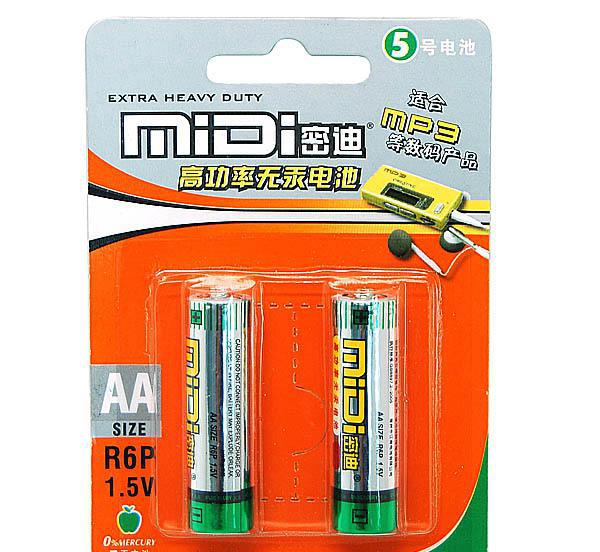 5号电池
EXTRA HEAVY DUTY
MiDi密迪®
高功率无汞电池
适合
MP3
等数码产品
AA
SIZE
R6P
1.5V
0%MERCURY
miDi密迪
AA SIZE R6P 1.5V
miDi密迪
AA SIZE R6P 1.5V